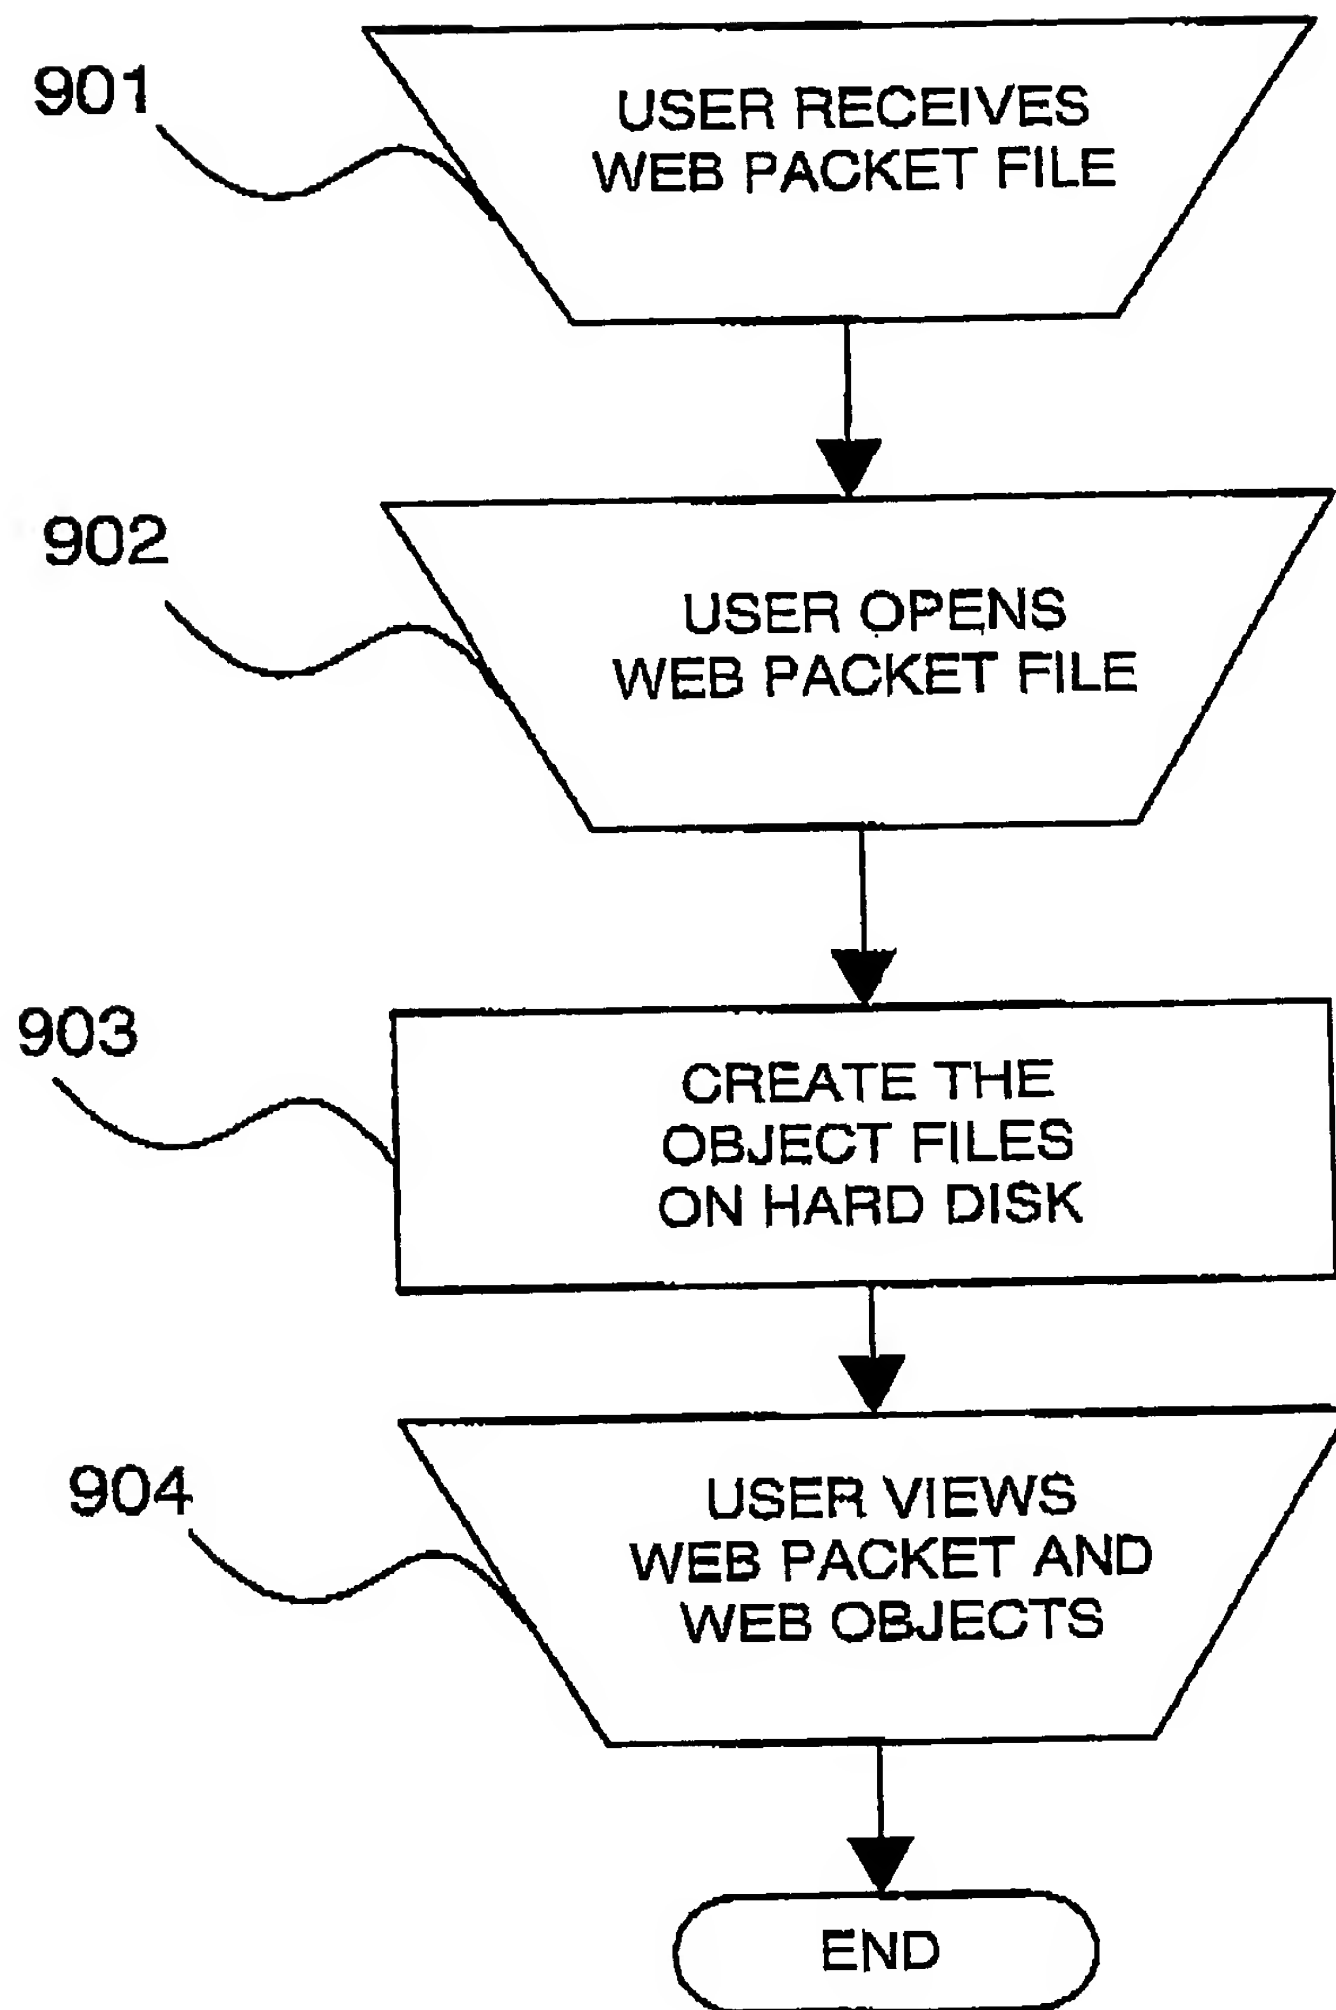 901
USER RECEIVES
WEB PACKET FILE
902
USER OPENS
WEB PACKET FILE
903
CREATE THE
OBJECT FILES
ON HARD DISK
904
USER VIEWS
WEB PACKET AND
WEB OBJECTS
END